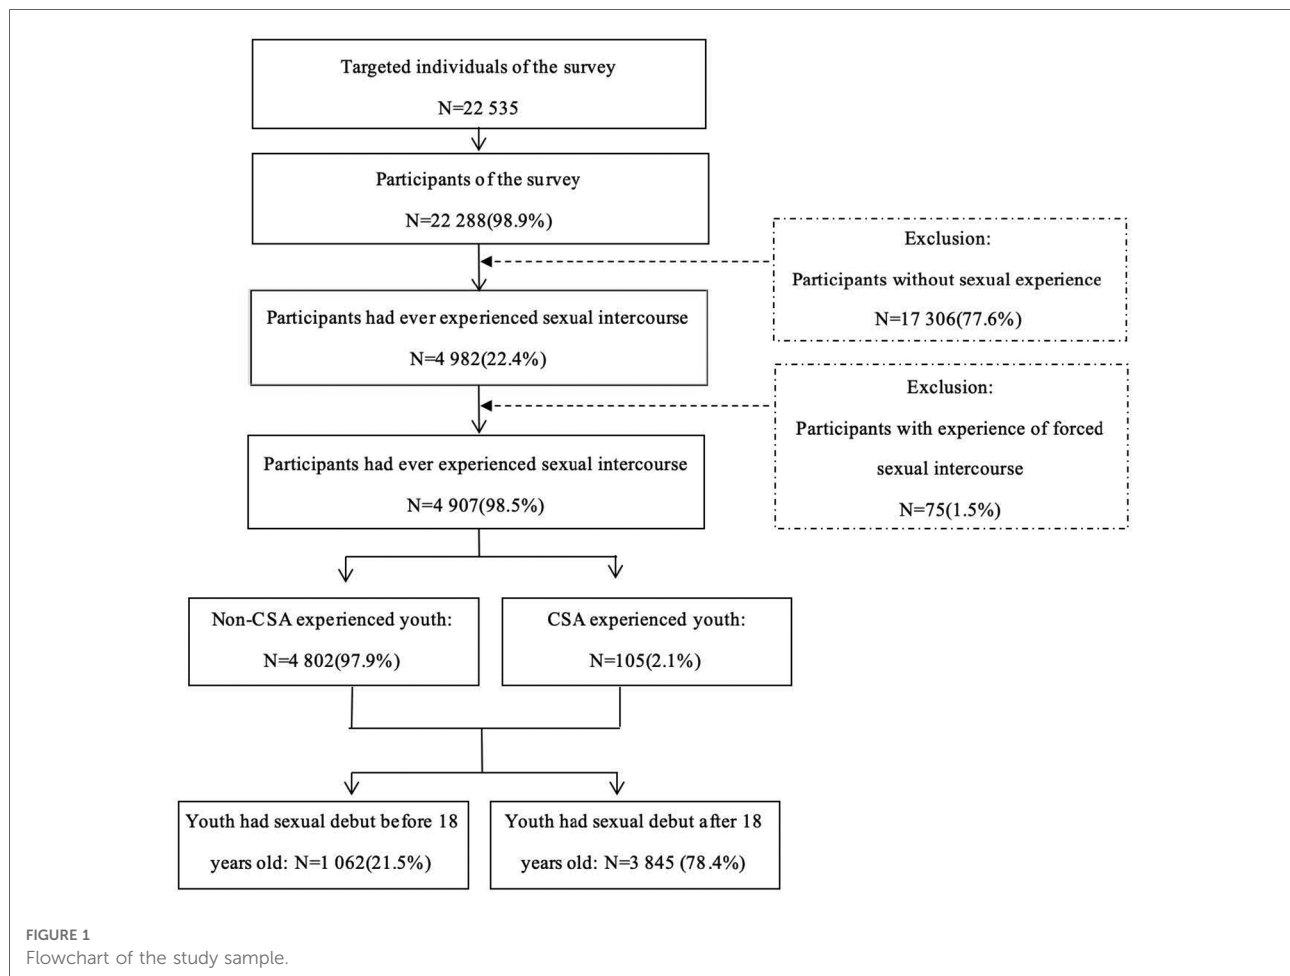 Targeted individuals of the survey
N=22 535
Participants of the survey
N=22 288(98.9%)
Exclusion:
Participants without sexual experience
N=17 306(77.6%)
Participants had ever experienced sexual intercourse
N=4 982(22.4%)
Exclusion:
Participants with experience of forced
sexual intercourse
N=75(1.5%)
Participants had ever experienced sexual intercourse
N=4 907(98.5%)
Non-CSA experienced youth:
N=4 802(97.9%)
CSA experienced youth:
N=105(2.1%)
Youth had sexual debut before 18
years old: N=1 062(21.5%)
Youth had sexual debut after 18
years old: N=3 845 (78.4%)
FIGURE 1
Flowchart of the study sample.